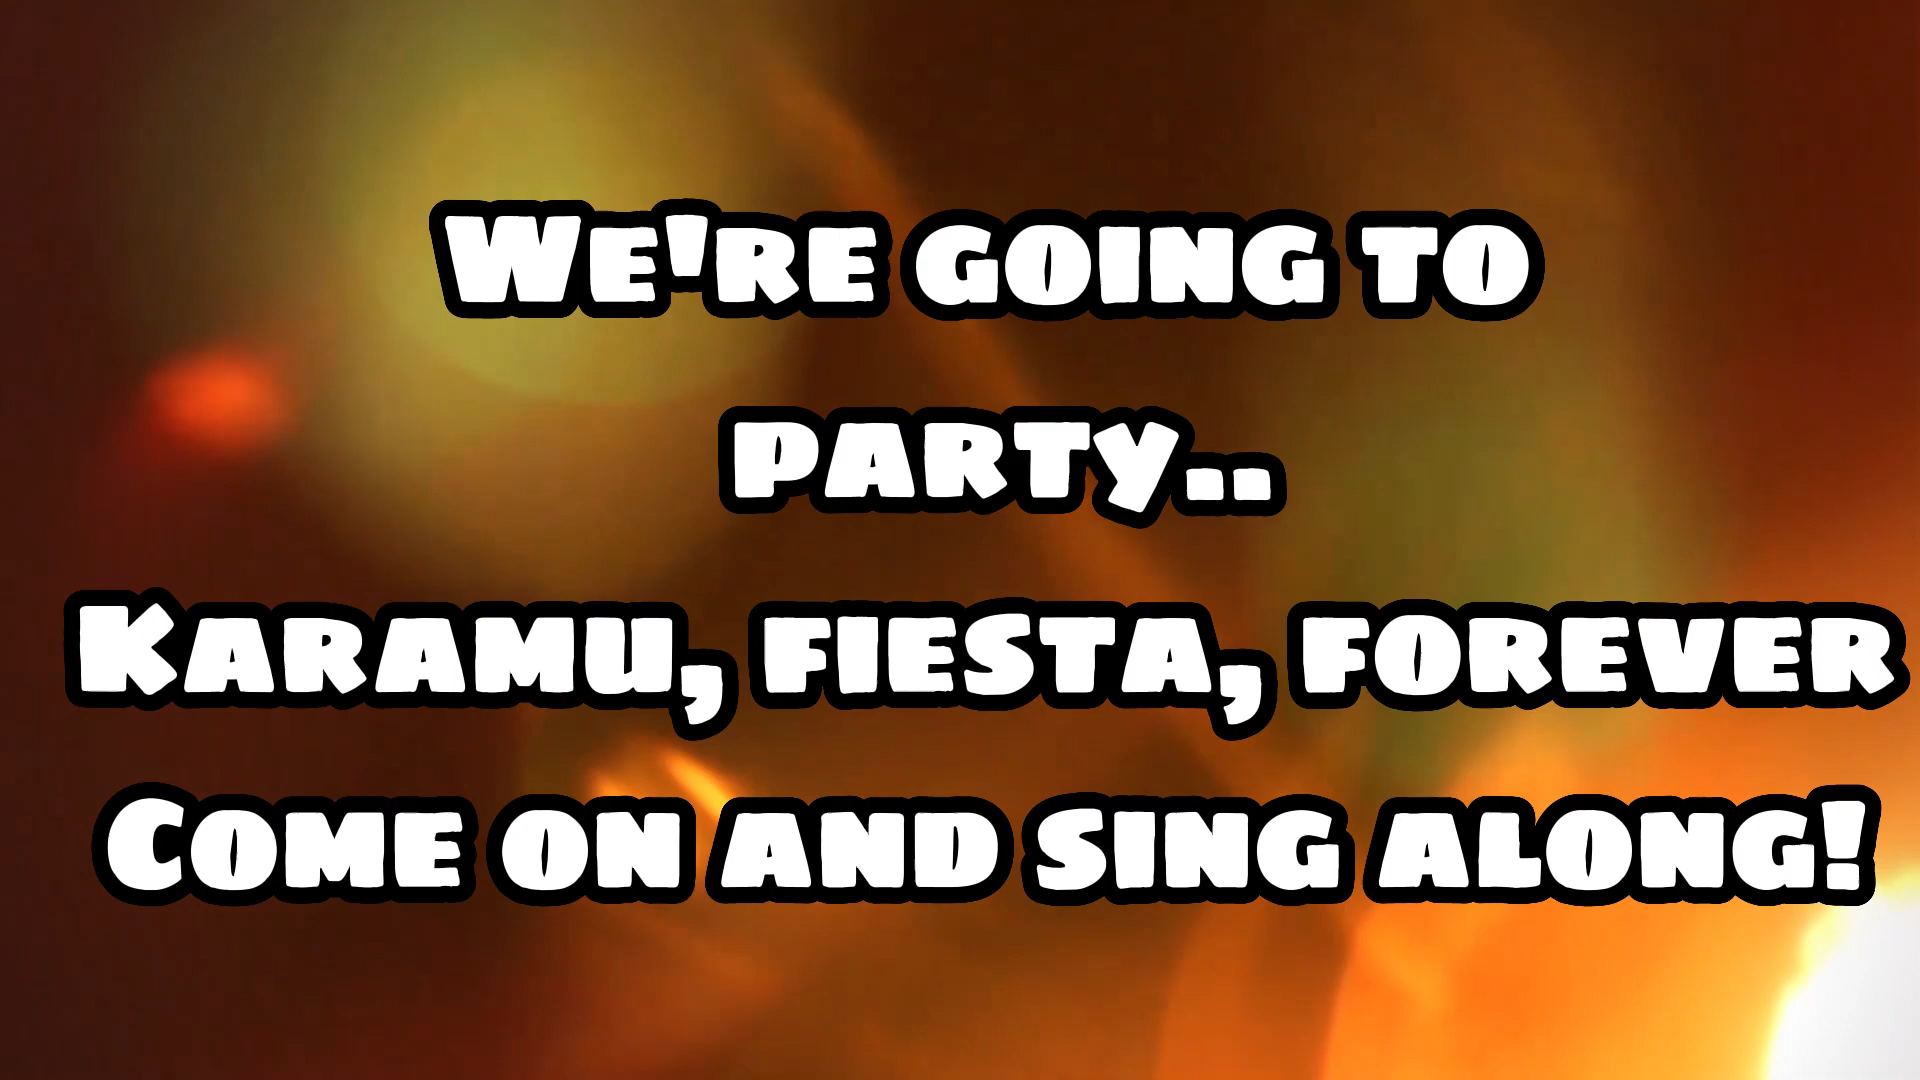 We're going to
party..
Karamu, fiesta, forever
Come on and sing along!